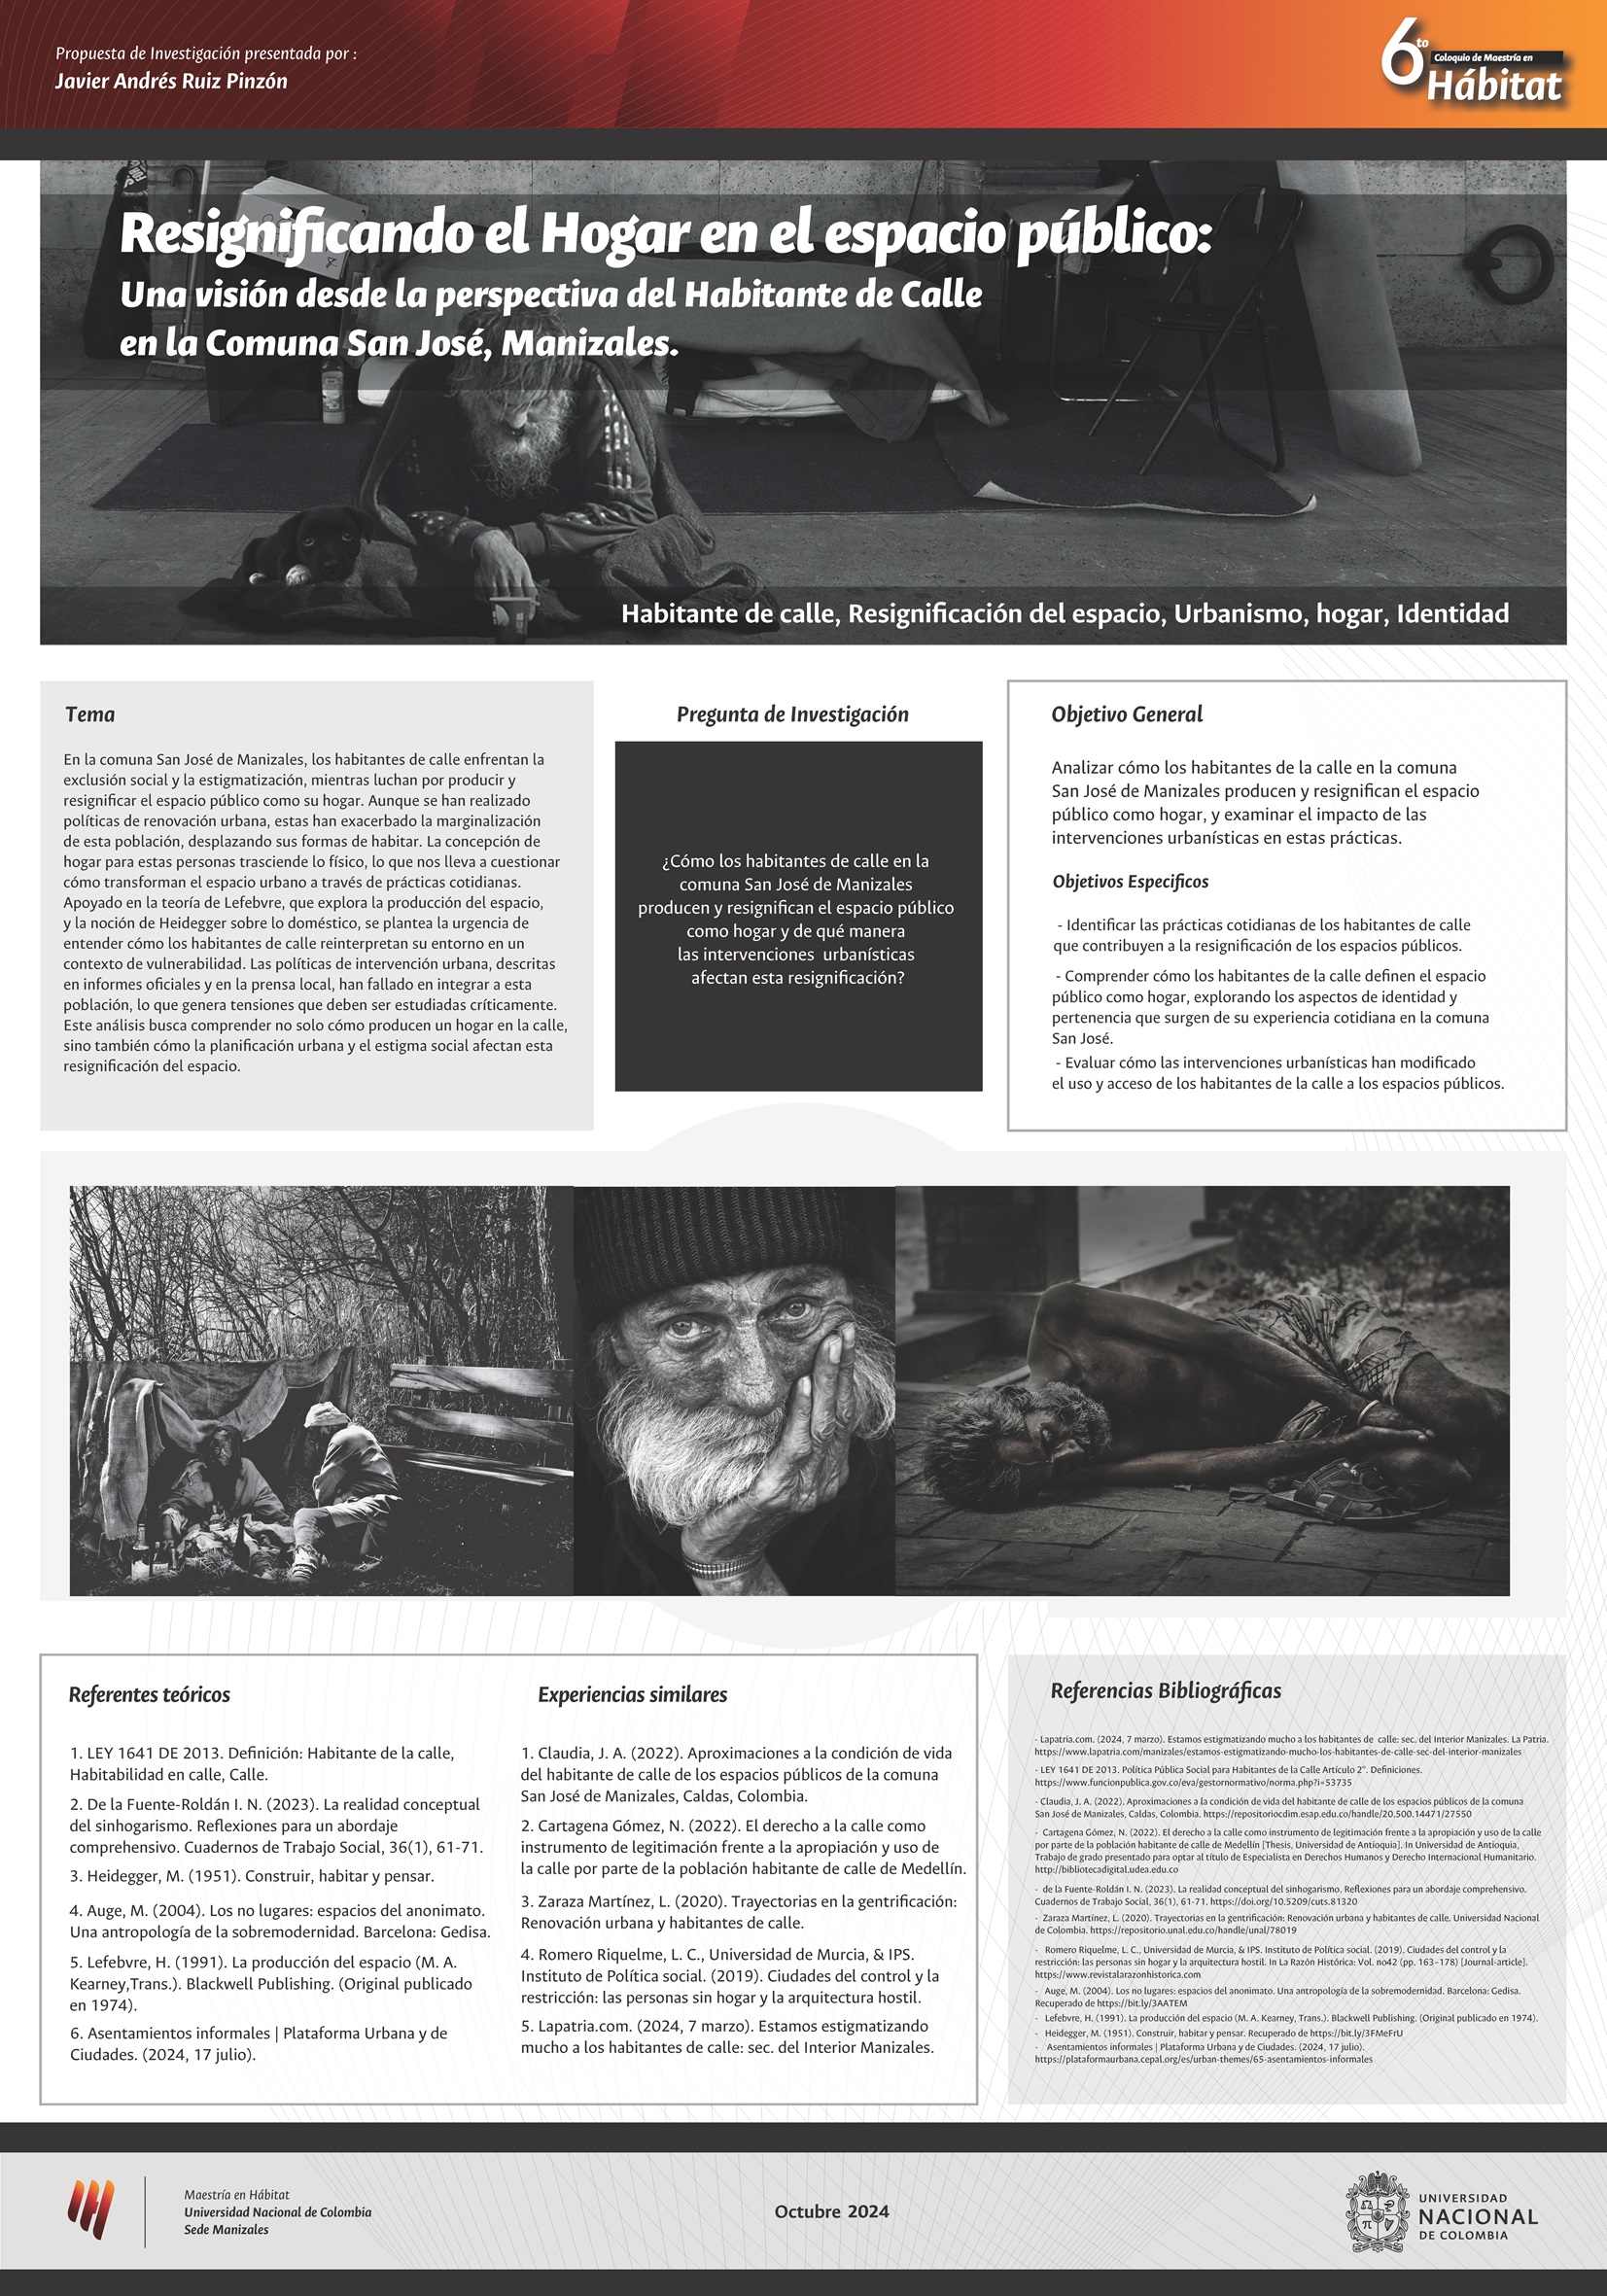 Propuesta de Investigación presentada por :
Javier Andrés Ruiz Pinzón
6to
Coloquio de Maestría en
Hábitat
Resignificando el Hogar en el espacio público:
Una visión desde la perspectiva del Habitante de Calle
en la Comuna San José, Manizales.
Habitante de calle, Resignificación del espacio, Urbanismo, hogar, Identidad
Tema
En la comuna San José de Manizales, los habitantes de calle enfrentan la
exclusión social y la estigmatización, mientras luchan por producir y
resignificar el espacio público como su hogar. Aunque se han realizado
políticas de renovación urbana, estas han exacerbado la marginalización
de esta población, desplazando sus formas de habitar. La concepción de
hogar para estas personas trasciende lo físico, lo que nos lleva a cuestionar
cómo transforman el espacio urbano a través de prácticas cotidianas.
Apoyado en la teoría de Lefebvre, que explora la producción del espacio,
y la noción de Heidegger sobre lo doméstico, se plantea la urgencia de
entender cómo los habitantes de calle reinterpretan su entorno en un
contexto de vulnerabilidad. Las políticas de intervención urbana, descritas
en informes oficiales y en la prensa local, han fallado en integrar a esta
población, lo que genera tensiones que deben ser estudiadas críticamente.
Este análisis busca comprender no solo cómo producen un hogar en la calle,
sino también cómo la planificación urbana y el estigma social afectan esta
resignificación del espacio.
Pregunta de Investigación
¿Cómo los habitantes de calle en la
comuna San José de Manizales
producen y resignifican el espacio público
como hogar y de qué manera
las intervenciones urbanísticas
afectan esta resignificación?
Objetivo General
Analizar cómo los habitantes de la calle en la comuna
San José de Manizales producen y resignifican el espacio
público como hogar, y examinar el impacto de las
intervenciones urbanísticas en estas prácticas.
Objetivos Especificos
- Identificar las prácticas cotidianas de los habitantes de calle
que contribuyen a la resignificación de los espacios públicos.
- Comprender cómo los habitantes de la calle definen el espacio
público como hogar, explorando los aspectos de identidad y
pertenencia que surgen de su experiencia cotidiana en la comuna
San José.
- Evaluar cómo las intervenciones urbanísticas han modificado
el uso y acceso de los habitantes de la calle a los espacios públicos.
Referentes teóricos
1. LEY 1641 DE 2013. Definición: Habitante de la calle,
Habitabilidad en calle, Calle.
2. De la Fuente-Roldán I. N. (2023). La realidad conceptual
del sinhogarismo. Reflexiones para un abordaje
comprehensivo. Cuadernos de Trabajo Social, 36(1), 61-71.
3. Heidegger, M. (1951). Construir, habitar y pensar.
4. Auge, M. (2004). Los no lugares: espacios del anonimato.
Una antropología de la sobremodernidad. Barcelona: Gedisa.
5. Lefebvre, H. (1991). La producción del espacio (M. A.
Kearney,Trans.). Blackwell Publishing. (Original publicado
en 1974).
6. Asentamientos informales | Plataforma Urbana y de
Ciudades. (2024, 17 julio).
Experiencias similares
1. Claudia, J. A. (2022). Aproximaciones a la condición de vida
del habitante de calle de los espacios públicos de la comuna
San José de Manizales, Caldas, Colombia.
2. Cartagena Gómez, N. (2022). El derecho a la calle como
instrumento de legitimación frente a la apropiación y uso de
la calle por parte de la población habitante de calle de Medellín.
3. Zaraza Martínez, L. (2020). Trayectorias en la gentrificación:
Renovación urbana y habitantes de calle.
4. Romero Riquelme, L. C., Universidad de Murcia, & IPS.
Instituto de Política social. (2019). Ciudades del control y la
restricción: las personas sin hogar y la arquitectura hostil.
5. Lapatria.com. (2024, 7 marzo). Estamos estigmatizando
mucho a los habitantes de calle: sec. del Interior Manizales.
Referencias Bibliográficas
- Lapatria.com. (2024, 7 marzo). Estamos estigmatizando mucho a los habitantes de calle: sec. del Interior Manizales. La Patria.
https://www.lapatria.com/manizales/estamos-estigmatizando-mucho-los-habitantes-de-calle-sec-del-interior-manizales
- LEY 1641 DE 2013. Política Pública Social para Habitantes de la Calle Artículo 2°. Definiciones.
https://www.funcionpublica.gov.co/eva/gestornormativo/norma.php?i=53735
- Claudia, J. A. (2022). Aproximaciones a la condición de vida del habitante de calle de los espacios públicos de la comuna
San José de Manizales, Caldas, Colombia. https://repositoriocdim.esap.edu.co/handle/20.500.14471/27550
- Cartagena Gómez, N. (2022). El derecho a la calle como instrumento de legitimación frente a la apropiación y uso de la calle
por parte de la población habitante de calle de Medellín [Thesis, Universidad de Antioquia]. In Universidad de Antioquia,
Trabajo de grado presentado para optar al título de Especialista en Derechos Humanos y Derecho Internacional Humanitario.
http://bibliotecadigital.udea.edu.co
- de la Fuente-Roldán I. N. (2023). La realidad conceptual del sinhogarismo. Reflexiones para un abordaje comprehensivo.
Cuadernos de Trabajo Social, 36(1), 61-71. https://doi.org/10.5209/cuts.81320
- Zaraza Martínez, L. (2020). Trayectorias en la gentrificación: Renovación urbana y habitantes de calle. Universidad Nacional
de Colombia. https://repositorio.unal.edu.co/handle/unal/78019
- Romero Riquelme, L. C., Universidad de Murcia, & IPS. Instituto de Política social. (2019). Ciudades del control y la
restricción: las personas sin hogar y la arquitectura hostil. In La Razón Histórica: Vol. no42 (pp. 163–178) [Journal-article].
https://www.revistalarazonhistorica.com
- Auge, M. (2004). Los no lugares: espacios del anonimato. Una antropología de la sobremodernidad. Barcelona: Gedisa.
Recuperado de https://bit.ly/3AATEM
- Lefebvre, H. (1991). La producción del espacio (M. A. Kearney, Trans.). Blackwell Publishing. (Original publicado en 1974).
- Heidegger, M. (1951). Construir, habitar y pensar. Recuperado de https://bit.ly/3FMeFrU
- Asentamientos informales | Plataforma Urbana y de Ciudades. (2024, 17 julio).
https://plataformaurbana.cepal.org/es/urban-themes/65-asentamientos-informales
Maestría en Hábitat
Universidad Nacional de Colombia
Sede Manizales
Octubre 2024
UNIVERSIDAD
NACIONAL
DE COLOMBIA